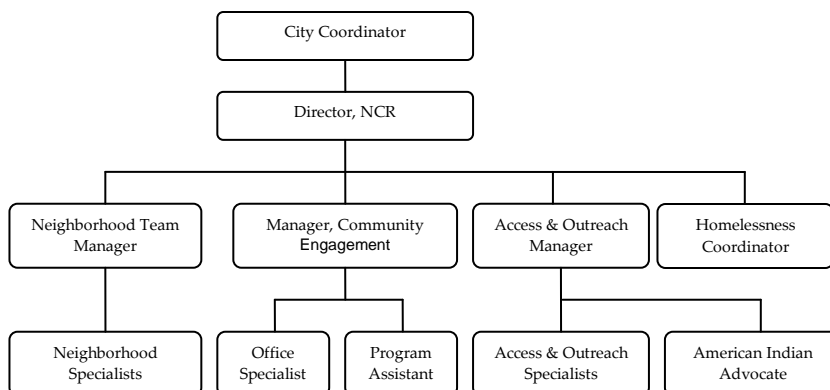 City Coordinator
Director, NCR
Neighborhood Team
Manager
Manager, Community
Engagement
Access & Outreach
Manager
Homelessness
Coordinator
Neighborhood
Specialists
Office
Specialist
Program
Assistant
Access & Outreach
Specialists
American Indian
Advocate